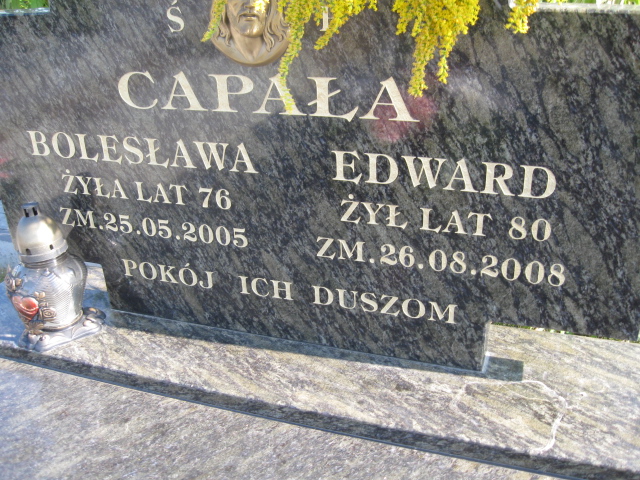 Ś P
CAPAŁA
BOLESŁAWA
ŻYŁA LAT 76
ZM.25.05.2005
EDWARD
ŻYŁ LAT 80
ZM.26.08.2008
POKÓJ ICH DUSZOM